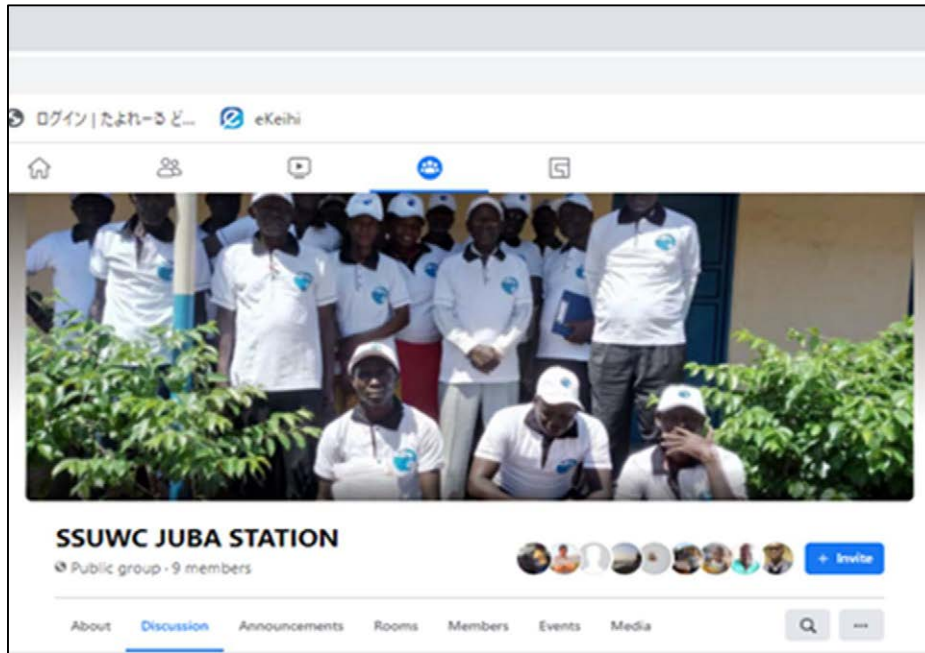 ログイン | たよれーる ど... eKeihi
SSUWC JUBA STATION
Public group · 9 members
+ Invite
About Discussion Announcements Rooms Members Events Media ...